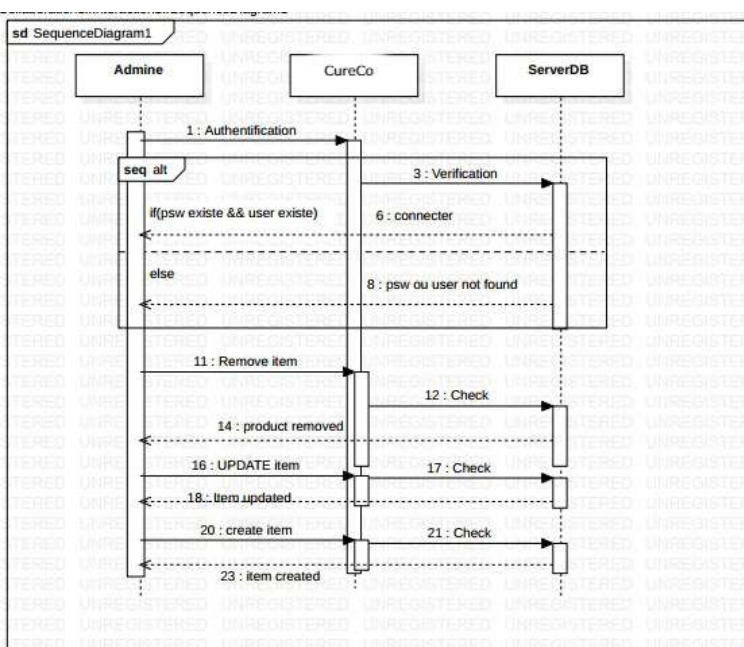 sd SequenceDiagram1
Admine
CureCo
ServerDB
1 : Authentification
seq alt
3 : Verification
if(psw existe && user existe)
6 : connecter
else
8 : psw ou user not found
11 : Remove item
12 : Check
14 : product removed
16 : UPDATE item
17 : Check
18 : Item updated
20 : create item
21 : Check
23 : item created
UNREGISTERED